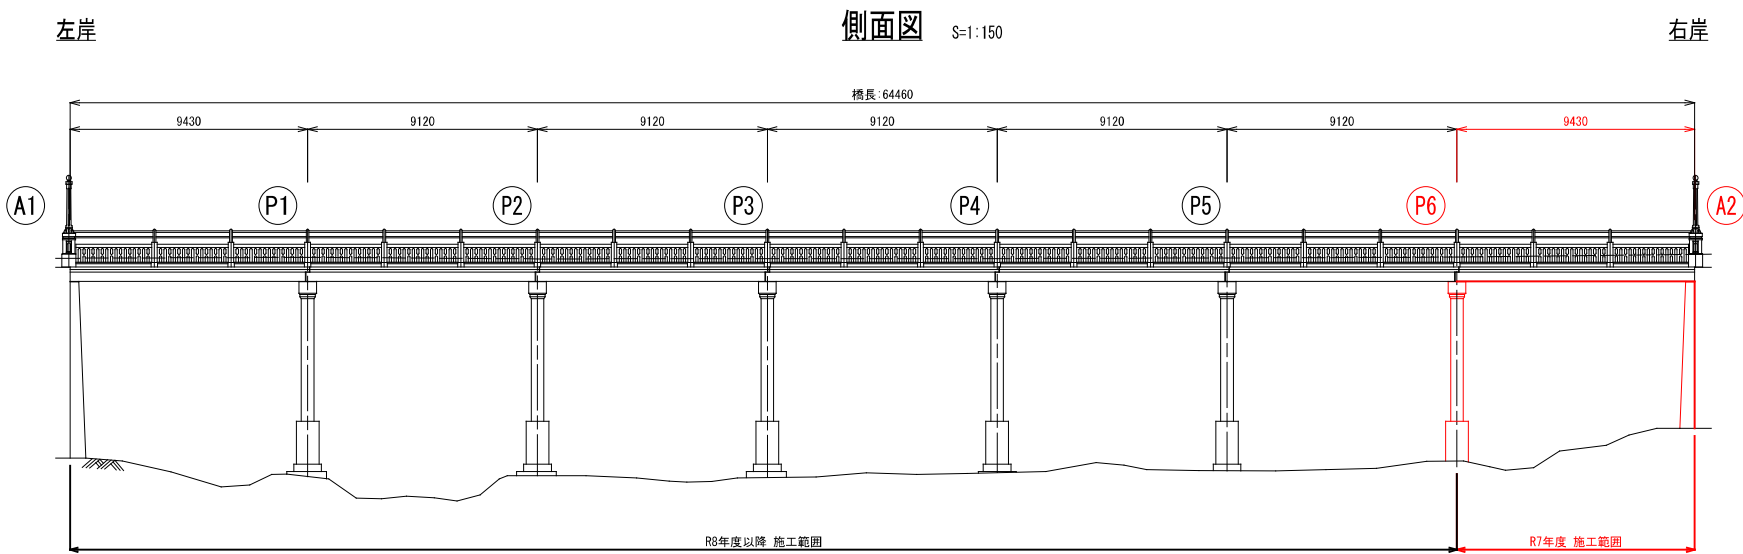 左岸
側面図 S=1:150
右岸
橋長:64460
9430 9120 9120 9120 9120 9120 9430
A1 P1 P2 P3 P4 P5 P6 A2
R8年度以降 施工範囲
R7年度 施工範囲